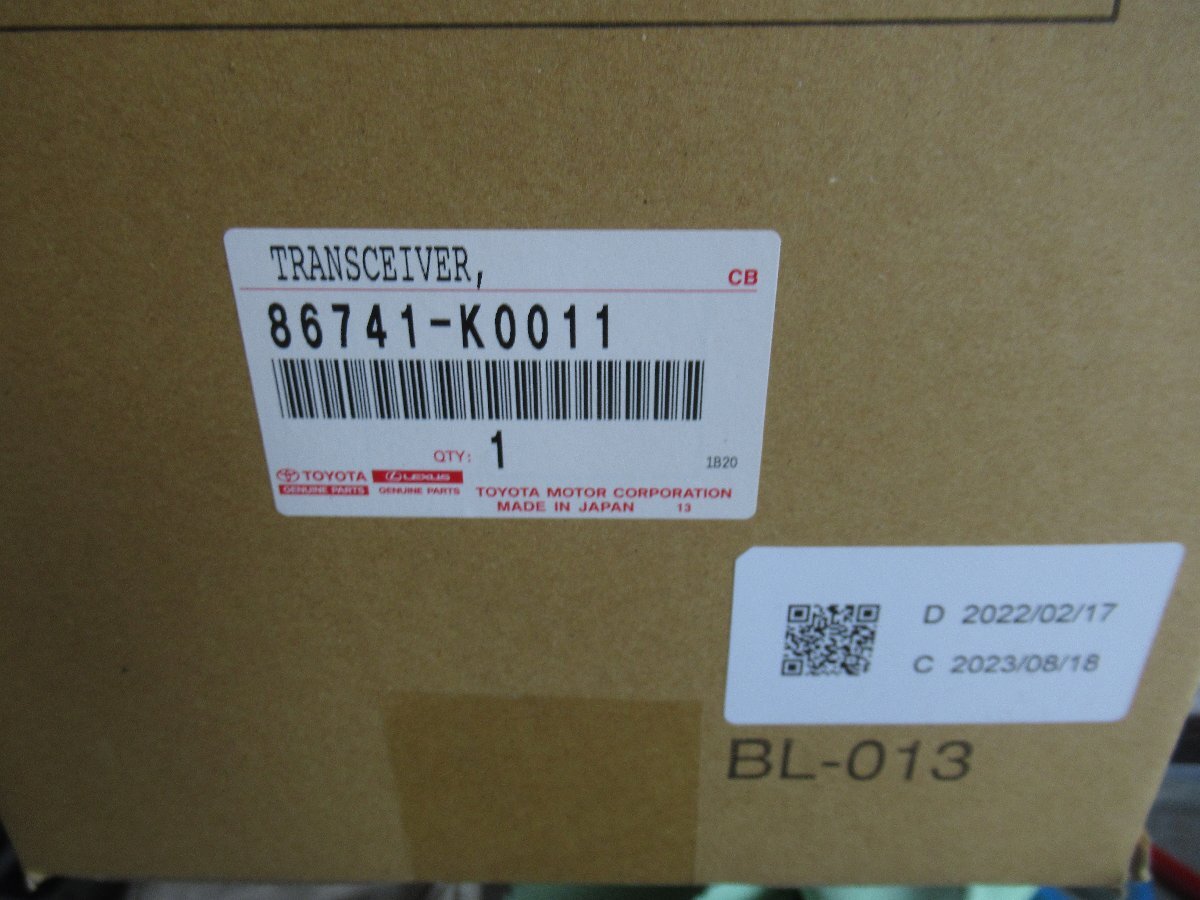 TRANSCEIVER,
CB
86741-K0011
QTY: 1
1B20
TOYOTA LEXUS
GENUINE PARTS GENUINE PARTS
TOYOTA MOTOR CORPORATION
MADE IN JAPAN 13
D 2022/02/17
C 2023/08/18
BL-013